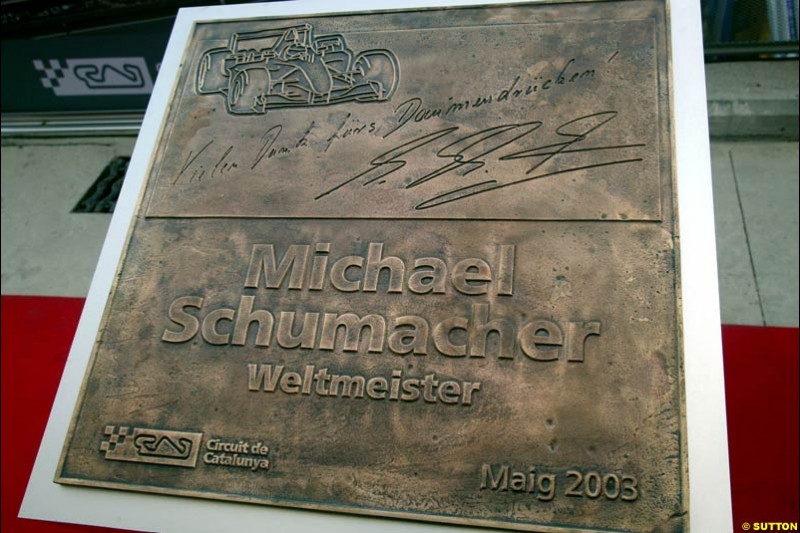 Vielen Dank fürs Daumendrücken!
Michael
Schumacher
Weltmeister
Circuit de
Catalunya
Maig 2003
© SUTTON